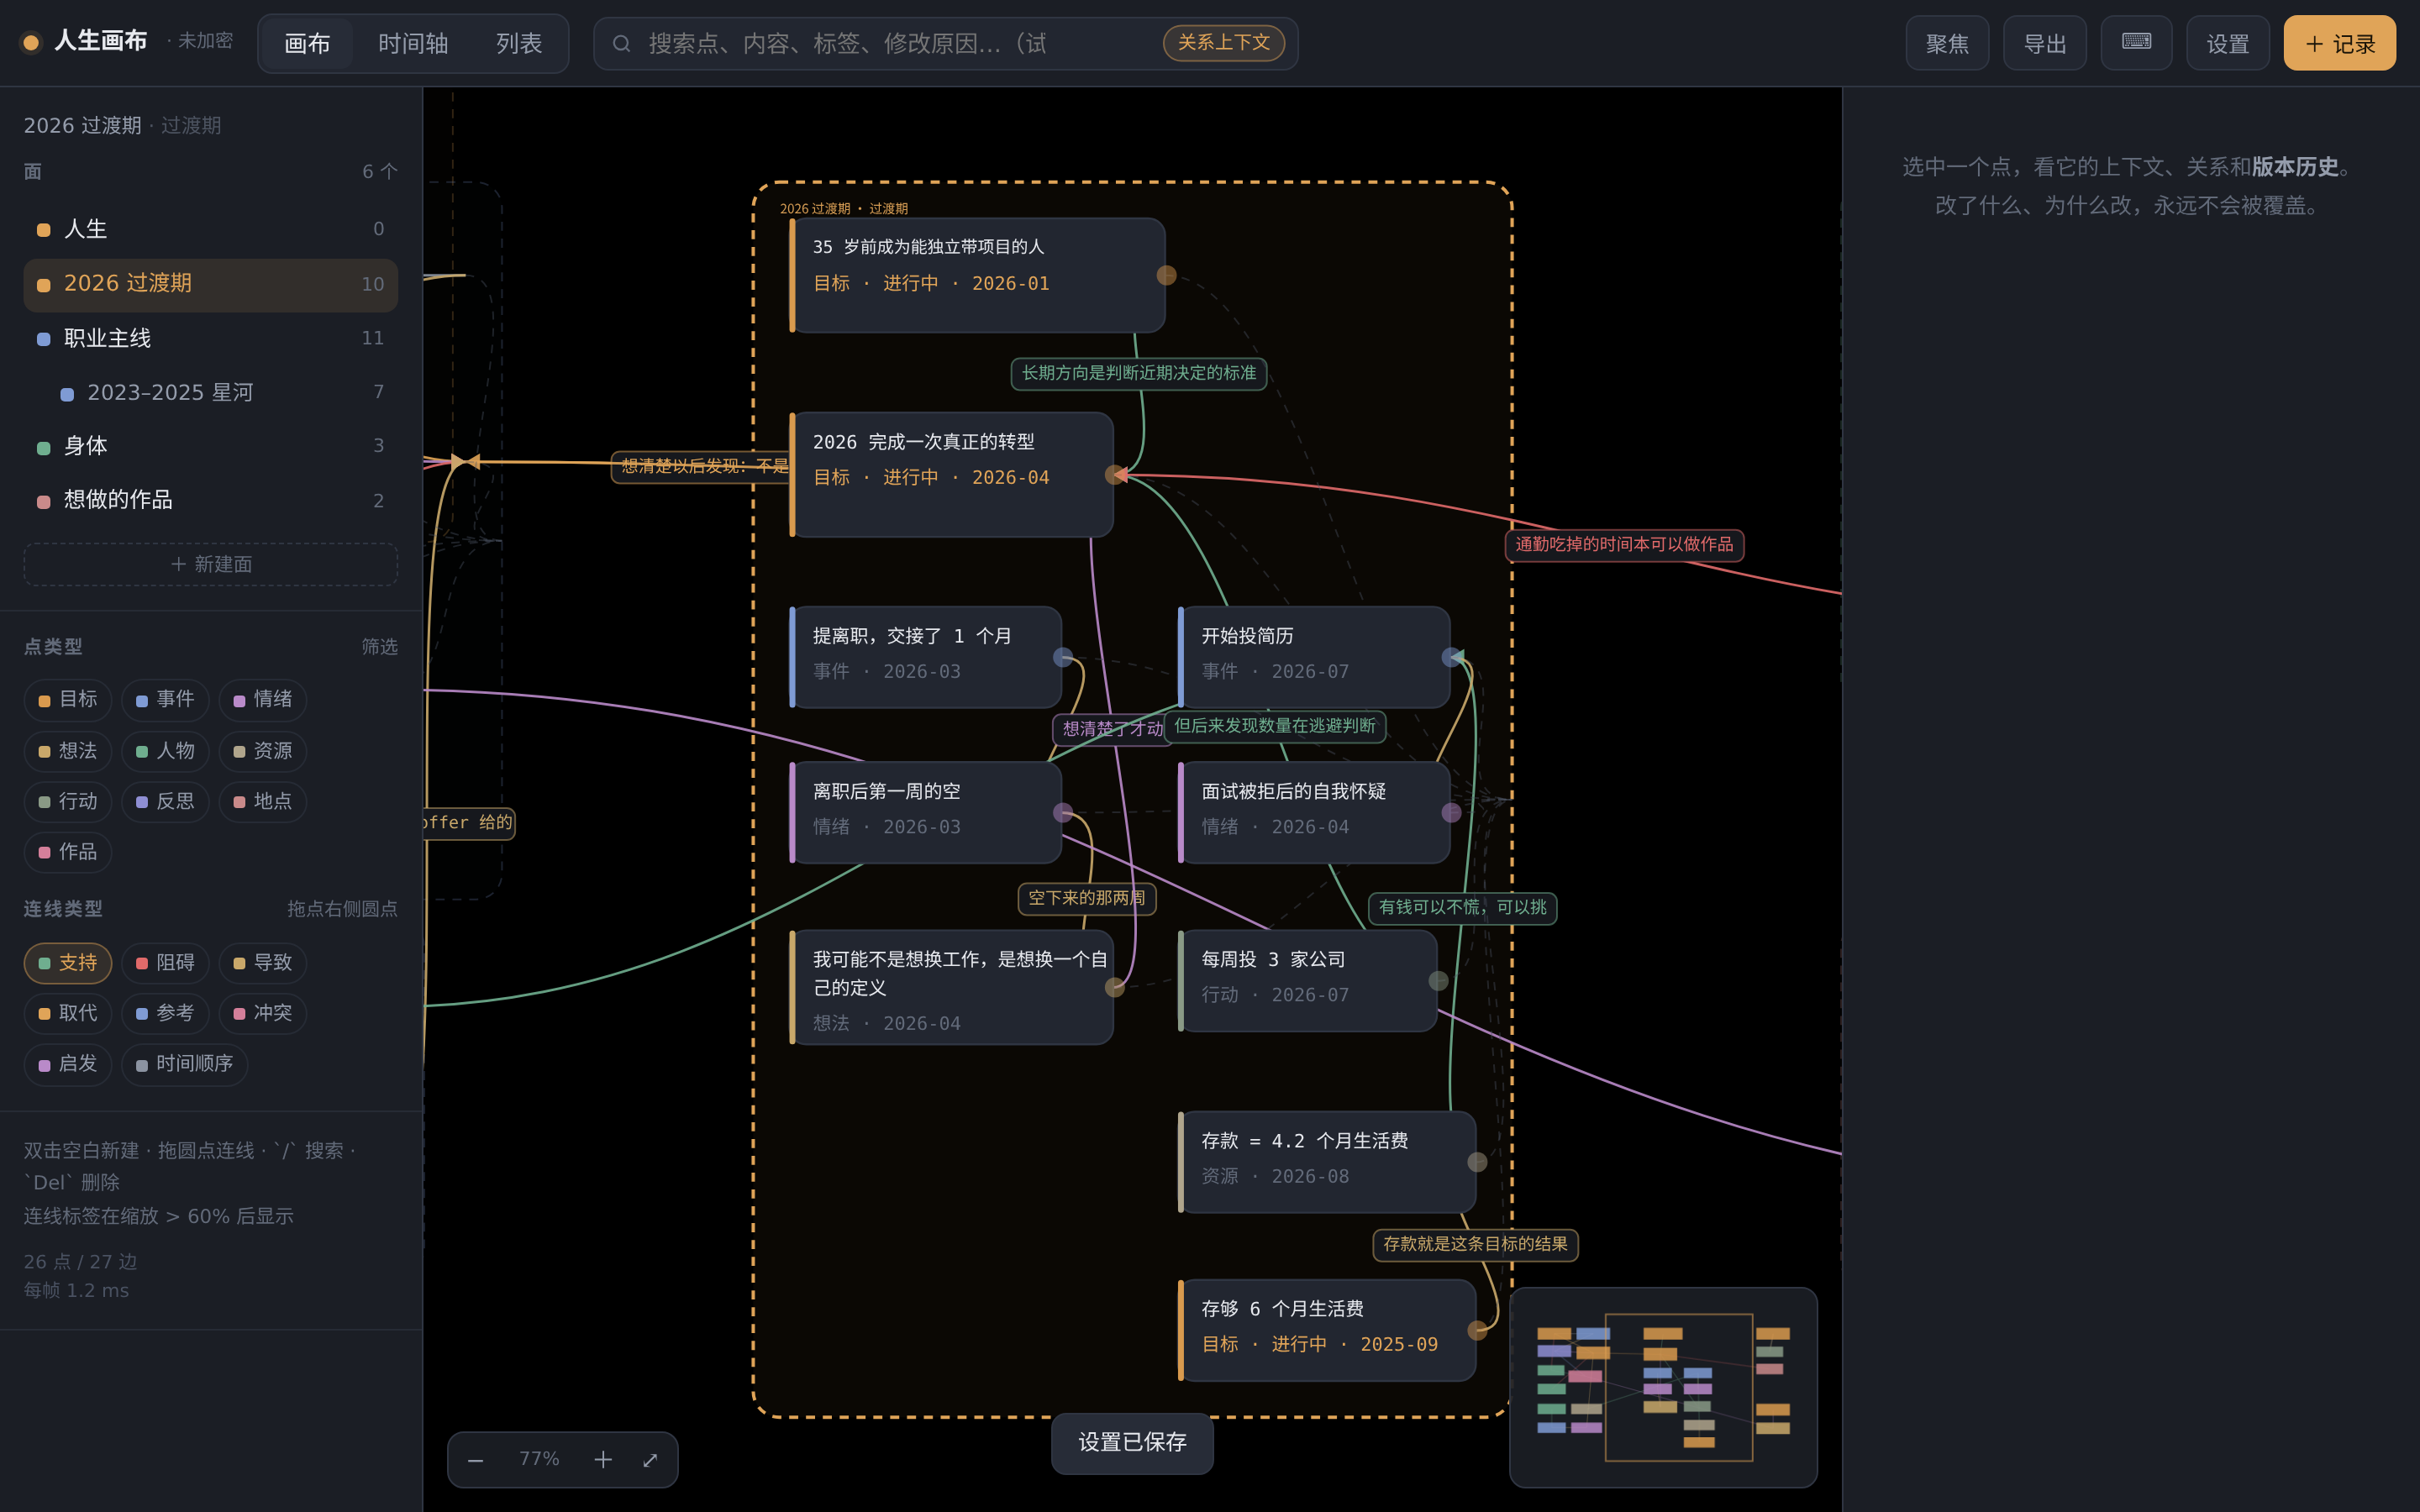 人生画布 · 未加密
画布 时间轴 列表
搜索点、内容、标签、修改原因…（试
关系上下文
聚焦 导出 ⌨ 设置 + 记录
2026 过渡期 · 过渡期
面 6 个
人生 0
2026 过渡期 10
职业主线 11
2023–2025 星河 7
身体 3
想做的作品 2
+ 新建面
点类型 筛选
目标 事件 情绪
想法 人物 资源
行动 反思 地点
作品
连线类型 拖点右侧圆点
支持 阻碍 导致
取代 参考 冲突
启发 时间顺序
双击空白新建 · 拖圆点连线 · `/` 搜索 ·
`Del` 删除
连线标签在缩放 > 60% 后显示
26 点 / 27 边
每帧 1.2 ms
2026 过渡期 · 过渡期
35 岁前成为能独立带项目的人
目标 · 进行中 · 2026-01
长期方向是判断近期决定的标准
2026 完成一次真正的转型
目标 · 进行中 · 2026-04
想清楚以后发现：不是
通勤吃掉的时间本可以做作品
提离职，交接了 1 个月
事件 · 2026-03
开始投简历
事件 · 2026-07
想清楚了才动
但后来发现数量在逃避判断
离职后第一周的空
情绪 · 2026-03
面试被拒后的自我怀疑
情绪 · 2026-04
offer 给的
空下来的那两周
有钱可以不慌，可以挑
我可能不是想换工作，是想换一个自
己的定义
想法 · 2026-04
每周投 3 家公司
行动 · 2026-07
存款 = 4.2 个月生活费
资源 · 2026-08
存款就是这条目标的结果
存够 6 个月生活费
目标 · 进行中 · 2025-09
设置已保存
− 77% + ⤢
选中一个点，看它的上下文、关系和版本历史。
改了什么、为什么改，永远不会被覆盖。